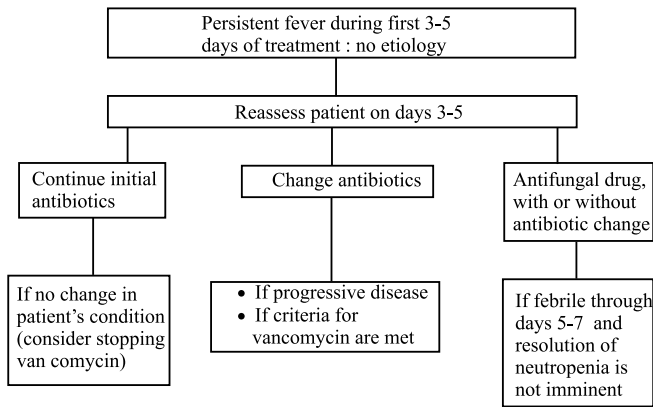 Persistent fever during first 3-5
days of treatment : no etiology
Reassess patient on days 3-5
Continue initial
antibiotics
Change antibiotics
Antifungal drug,
with or without
antibiotic change
If no change in
patient's condition
(consider stopping
van comycin)
• If progressive disease
• If criteria for
vancomycin are met
If febrile through
days 5-7 and
resolution of
neutropenia is
not imminent